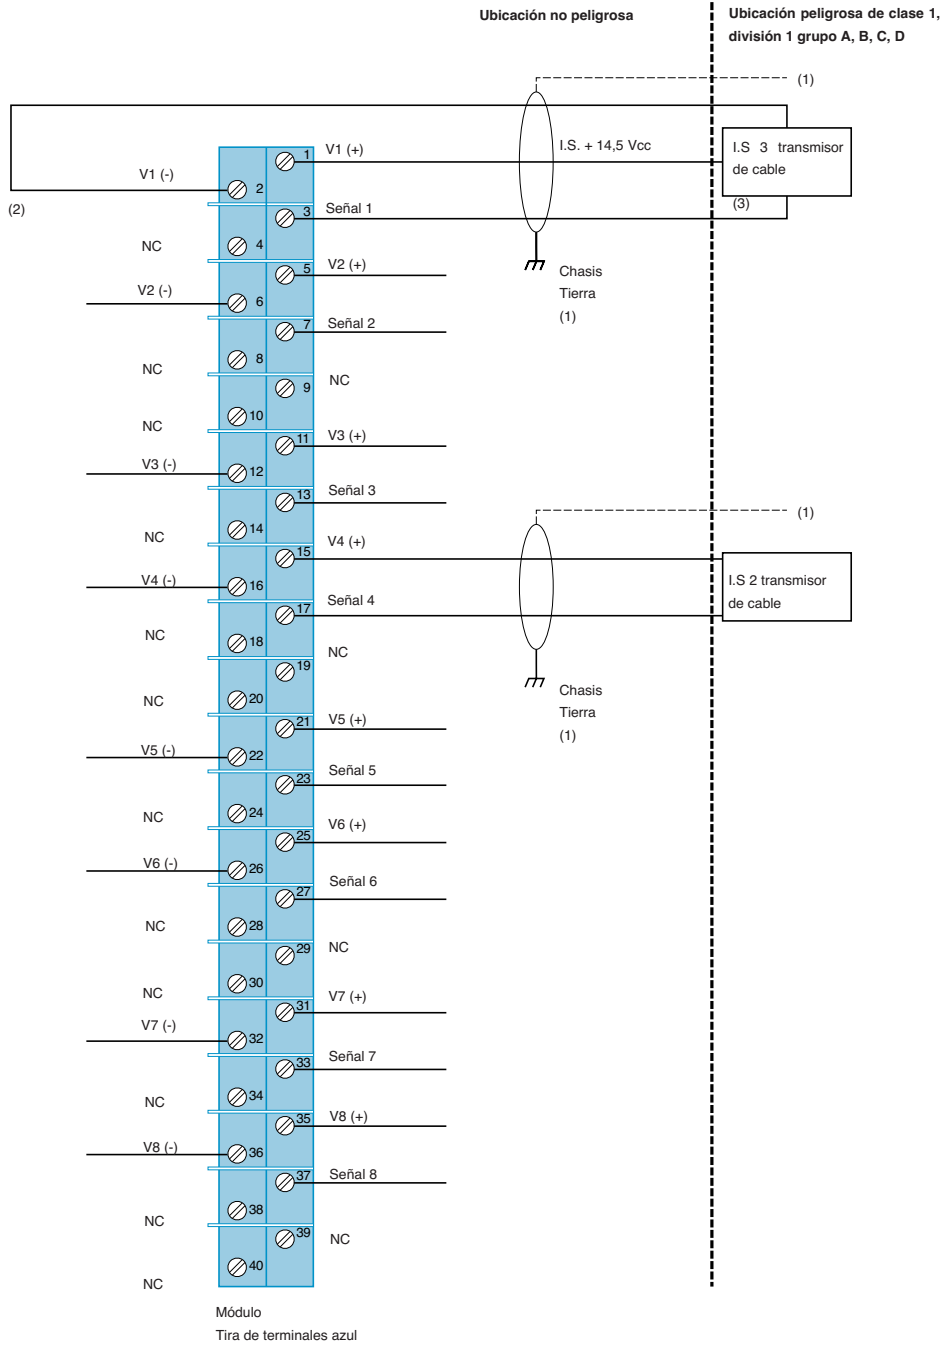 Ubicación no peligrosa
Ubicación peligrosa de clase 1,
división 1 grupo A, B, C, D
(1)
1
V1 (+)
I.S. + 14,5 Vcc
I.S 3 transmisor
de cable
V1 (-)
2
(2)
3
Señal 1
(3)
NC
4
5
V2 (+)
Chasis
Tierra
(1)
V2 (-)
6
7
Señal 2
NC
8
9
NC
NC
10
11
V3 (+)
V3 (-)
12
13
Señal 3
(1)
NC
14
15
V4 (+)
V4 (-)
16
I.S 2 transmisor
de cable
17
Señal 4
NC
18
19
NC
Chasis
Tierra
(1)
NC
20
21
V5 (+)
V5 (-)
22
23
Señal 5
NC
24
25
V6 (+)
V6 (-)
26
27
Señal 6
NC
28
29
NC
NC
30
31
V7 (+)
V7 (-)
32
33
Señal 7
NC
34
35
V8 (+)
V8 (-)
36
37
Señal 8
NC
38
39
NC
NC
40
Módulo
Tira de terminales azul